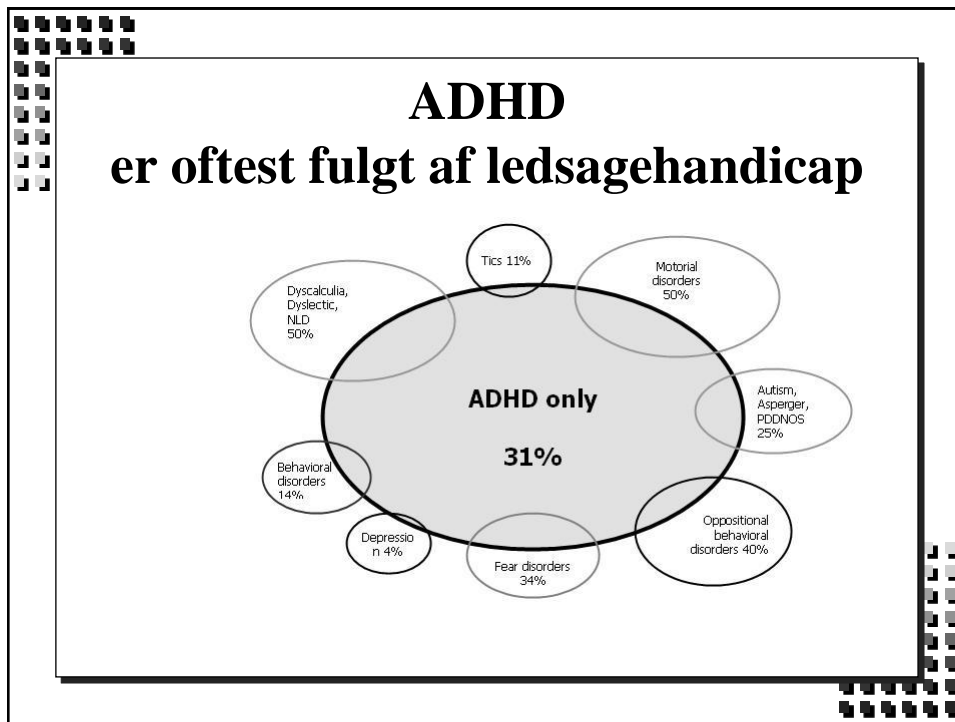 ADHD
er oftest fulgt af ledsagehandicap
Tics 11%
Motorial
disorders
50%
Dyscalculia,
Dyslectic,
NLD
50%
ADHD only
31%
Autism,
Asperger,
PDDNOS
25%
Behavioral
disorders
14%
Oppositional
behavioral
disorders 40%
Depressio
n 4%
Fear disorders
34%